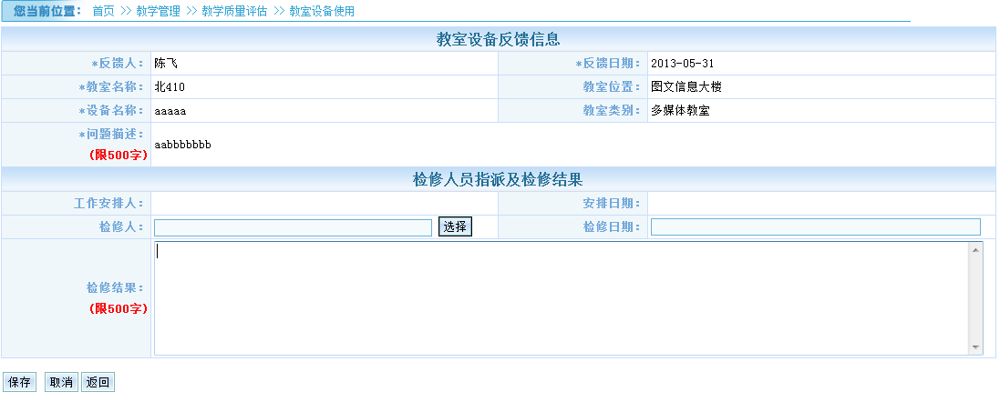 您当前位置： 首页 >> 教学管理 >> 教学质量评估 >> 教室设备使用
教室设备反馈信息
*反馈人： 陈飞 *反馈日期： 2013-05-31
*教室名称： 北410 教室位置： 图文信息大楼
*设备名称： aaaaa 教室类别： 多媒体教室
*问题描述：
(限500字) aabbbbbbb
检修人员指派及检修结果
工作安排人： 安排日期：
检修人： 选择 检修日期：
检修结果：
(限500字)
保存 取消 返回